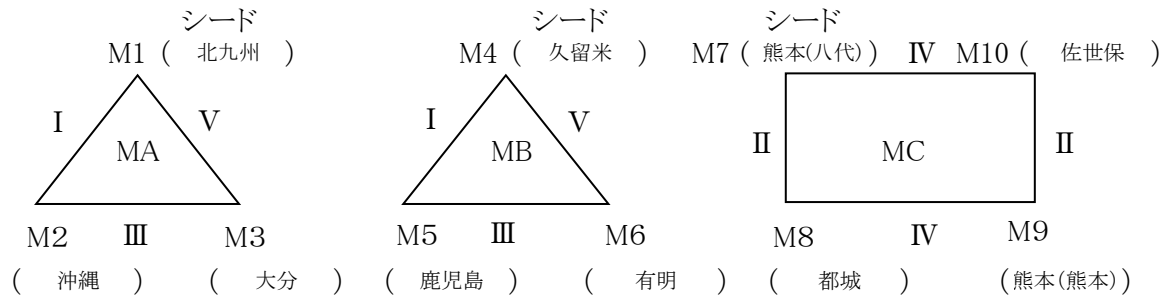 シード シード シード
M1 ( 北九州 ) M4 ( 久留米 ) M7 ( 熊本(八代) ) Ⅳ M10 ( 佐世保 )
Ⅰ Ⅴ Ⅰ Ⅴ
MA MB Ⅱ MC Ⅱ
M2 Ⅲ M3 M5 Ⅲ M6 M8 Ⅳ M9
( 沖縄 ) ( 大分 ) ( 鹿児島 ) ( 有明 ) ( 都城 ) (熊本(熊本))